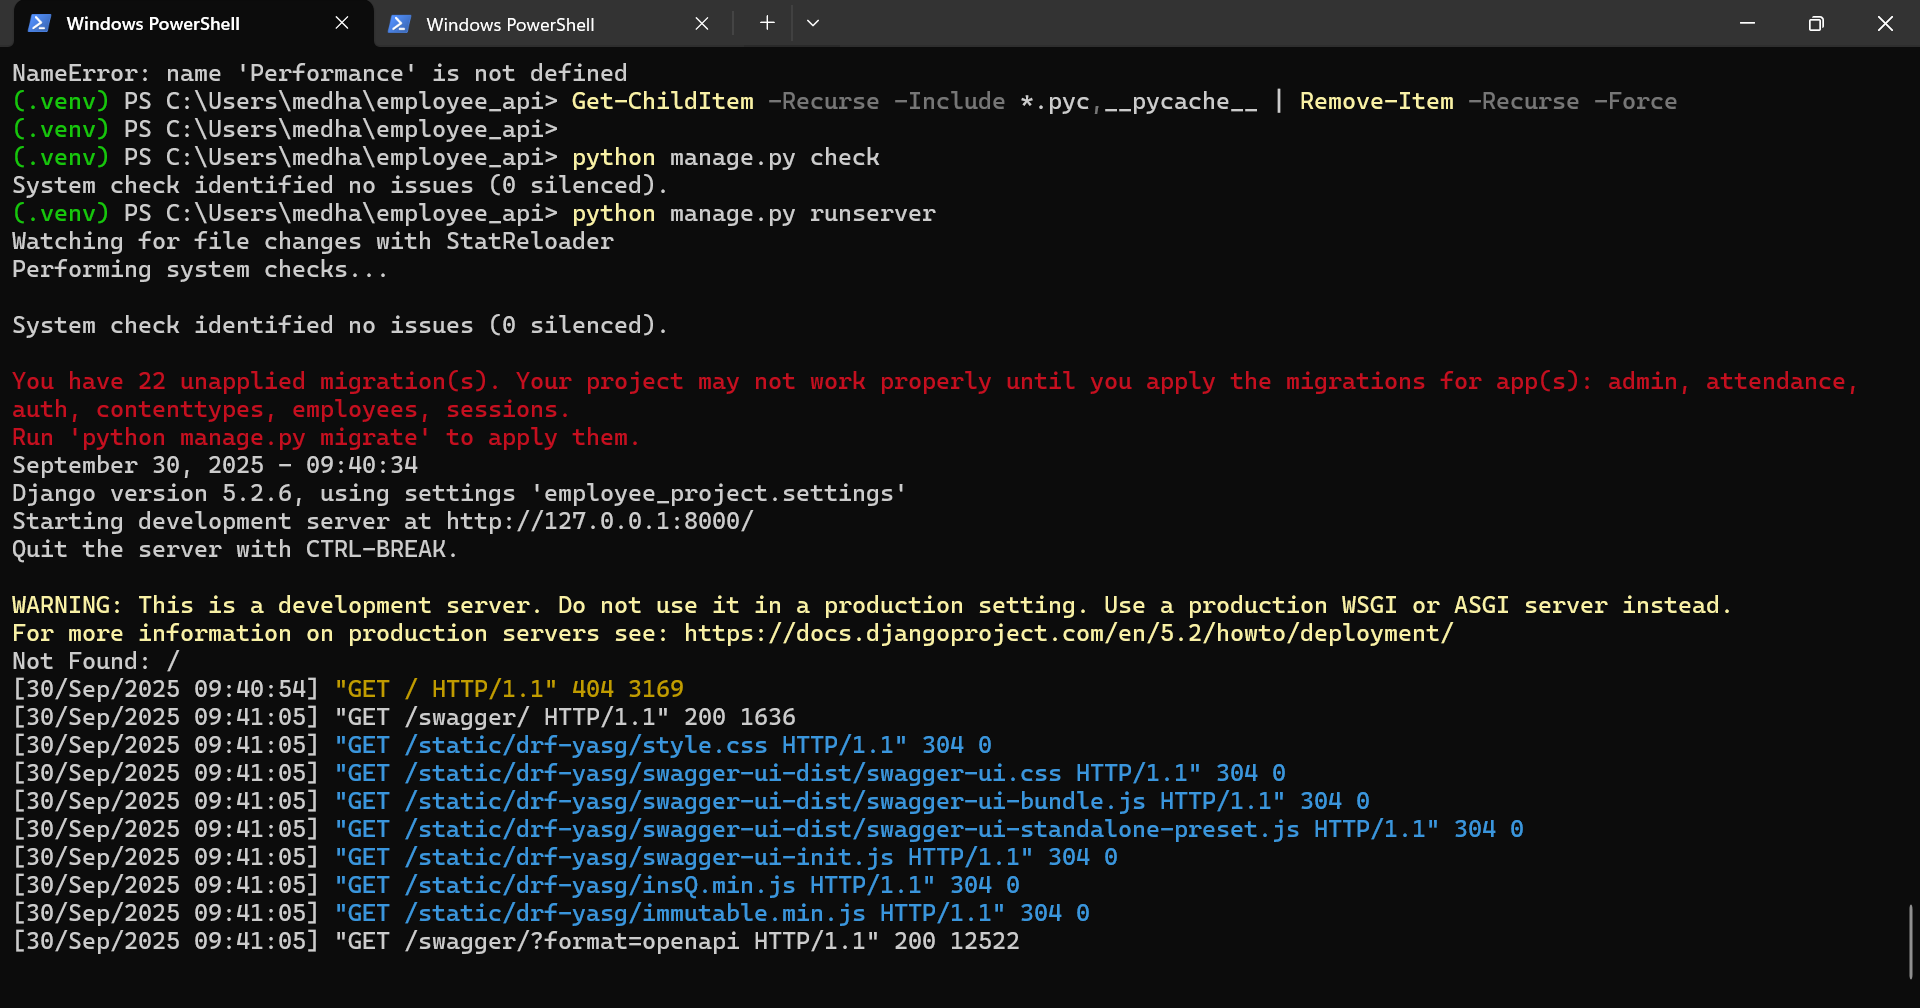 Windows PowerShell
Windows PowerShell
NameError: name 'Performance' is not defined
(.venv) PS C:\Users\medha\employee_api> Get-ChildItem -Recurse -Include *.pyc,__pycache__ | Remove-Item -Recurse -Force
(.venv) PS C:\Users\medha\employee_api>
(.venv) PS C:\Users\medha\employee_api> python manage.py check
System check identified no issues (0 silenced).
(.venv) PS C:\Users\medha\employee_api> python manage.py runserver
Watching for file changes with StatReloader
Performing system checks...
System check identified no issues (0 silenced).
You have 22 unapplied migration(s). Your project may not work properly until you apply the migrations for app(s): admin, attendance,
auth, contenttypes, employees, sessions.
Run 'python manage.py migrate' to apply them.
September 30, 2025 - 09:40:34
Django version 5.2.6, using settings 'employee_project.settings'
Starting development server at http://127.0.0.1:8000/
Quit the server with CTRL-BREAK.
WARNING: This is a development server. Do not use it in a production setting. Use a production WSGI or ASGI server instead.
For more information on production servers see: https://docs.djangoproject.com/en/5.2/howto/deployment/
Not Found: /
[30/Sep/2025 09:40:54] "GET / HTTP/1.1" 404 3169
[30/Sep/2025 09:41:05] "GET /swagger/ HTTP/1.1" 200 1636
[30/Sep/2025 09:41:05] "GET /static/drf-yasg/style.css HTTP/1.1" 304 0
[30/Sep/2025 09:41:05] "GET /static/drf-yasg/swagger-ui-dist/swagger-ui.css HTTP/1.1" 304 0
[30/Sep/2025 09:41:05] "GET /static/drf-yasg/swagger-ui-dist/swagger-ui-bundle.js HTTP/1.1" 304 0
[30/Sep/2025 09:41:05] "GET /static/drf-yasg/swagger-ui-dist/swagger-ui-standalone-preset.js HTTP/1.1" 304 0
[30/Sep/2025 09:41:05] "GET /static/drf-yasg/swagger-ui-init.js HTTP/1.1" 304 0
[30/Sep/2025 09:41:05] "GET /static/drf-yasg/insQ.min.js HTTP/1.1" 304 0
[30/Sep/2025 09:41:05] "GET /static/drf-yasg/immutable.min.js HTTP/1.1" 304 0
[30/Sep/2025 09:41:05] "GET /swagger/?format=openapi HTTP/1.1" 200 12522